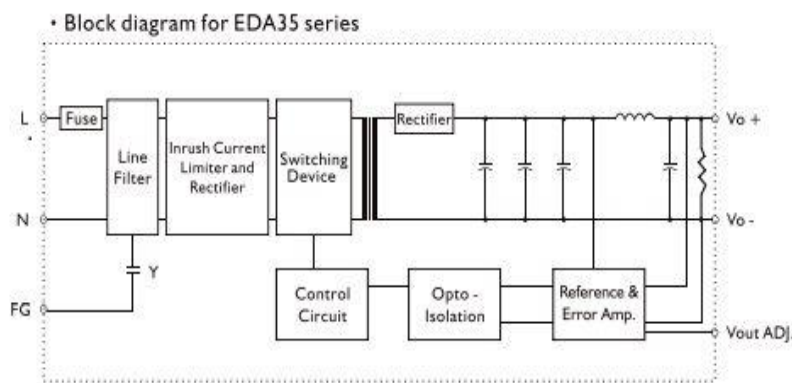 • Block diagram for EDA35 series
L
Fuse
Line
Filter
Inrush Current
Limiter and
Rectifier
Switching
Device
Rectifier
Vo +
N
Vo -
Y
FG
Control
Circuit
Opto -
Isolation
Reference &
Error Amp.
Vout ADJ.